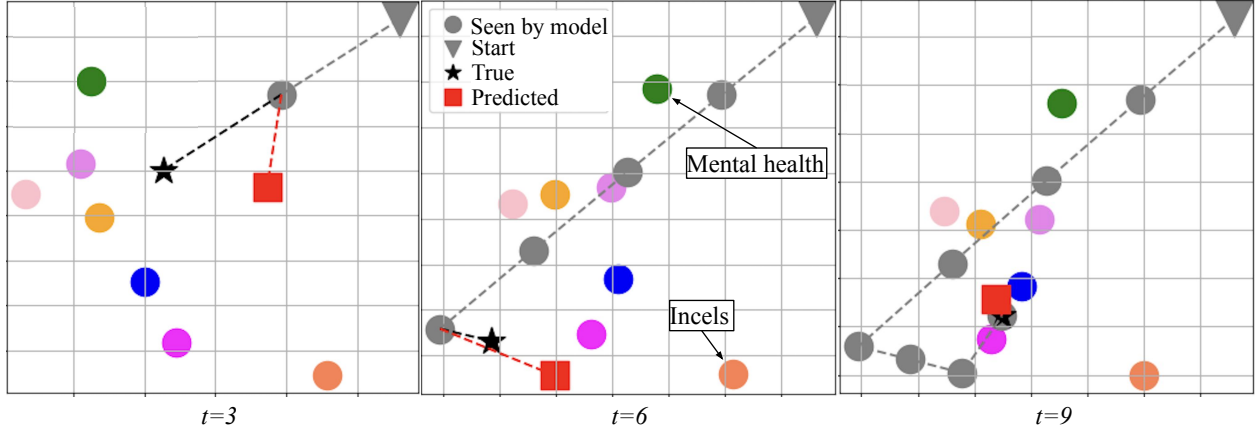 Seen by model
Start
True
Predicted
Mental health
Incels
t=3
t=6
t=9